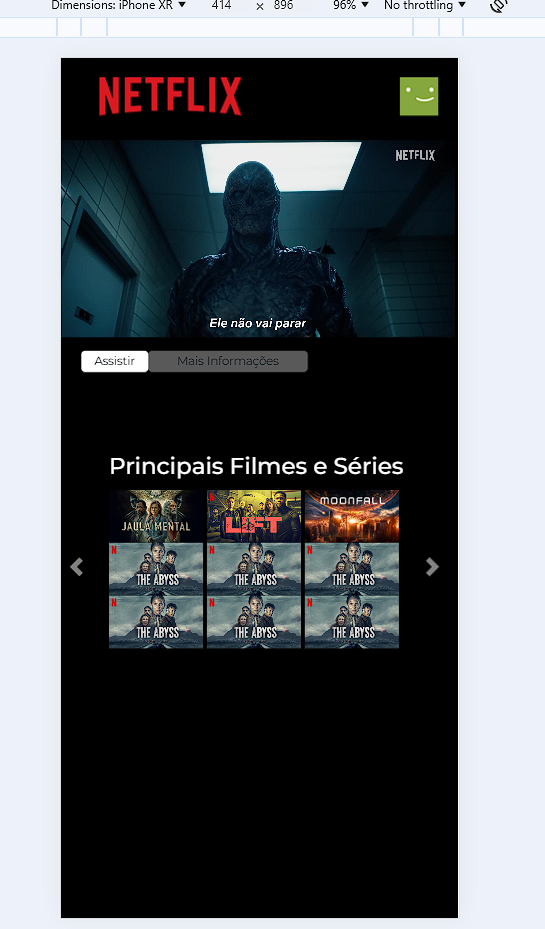 Dimensions: iPhone XR ▼ 414 × 896 96% ▼ No throttling ▼
NETFLIX
NETFLIX
Ele não vai parar
Assistir Mais Informações
Principais Filmes e Séries
JAULA MENTAL
N LIFT
MOONFALL
N THE ABYSS
N THE ABYSS
N THE ABYSS
N THE ABYSS
N THE ABYSS
N THE ABYSS